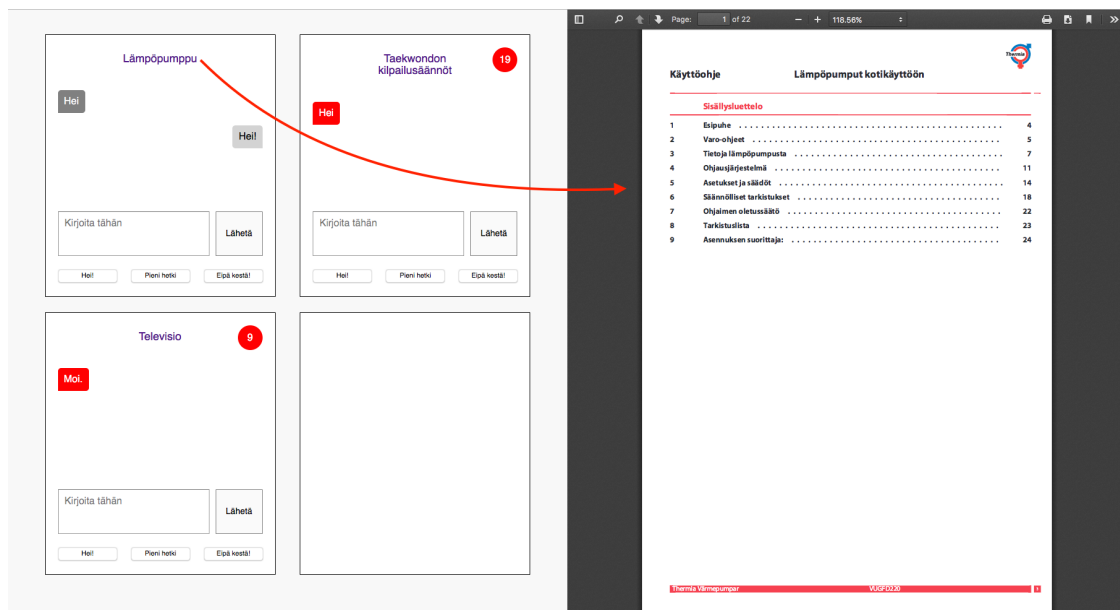 Lämpöpumppu
Hei
Hei!
Kirjoita tähän
Lähetä
Hei!
Pieni hetki
Eipä kestä!
Taekwondon
kilpailusäännöt
19
Hei
Kirjoita tähän
Lähetä
Hei!
Pieni hetki
Eipä kestä!
Televisio
9
Moi.
Kirjoita tähän
Lähetä
Hei!
Pieni hetki
Eipä kestä!
Page: 1 of 22
118.56%
Thermia
Käyttöohje Lämpöpumput kotikäyttöön
Sisällysluettelo
1 Esipuhe 4
2 Varo-ohjeet 5
3 Tietoja lämpöpumpusta 7
4 Ohjausjärjestelmä 11
5 Asetukset ja säädöt 14
6 Säännölliset tarkistukset 18
7 Ohjaimen oletussäätö 22
8 Tarkistuslista 23
9 Asennuksen suorittaja: 24
Thermia Värmepumpar VUGFD220 1